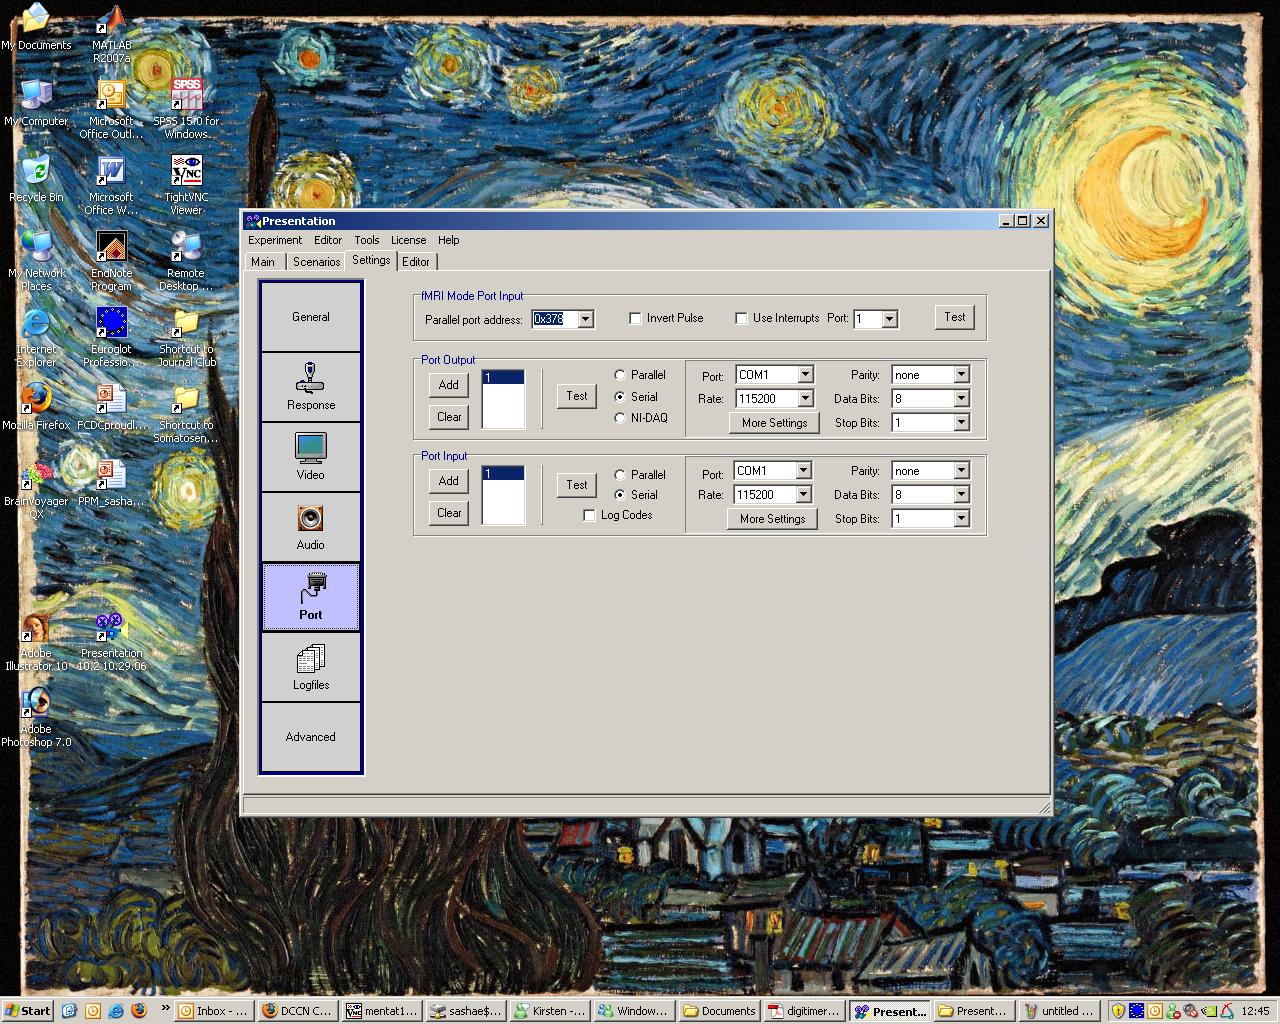 My Documents
MATLAB
R2007a
My Computer
Microsoft
Office Outl...
SPSS
SPSS 15.0 for
Windows
Recycle Bin
Microsoft
Office W...
VNC
TightVNC
Viewer
My Network
Places
EndNote
Program
Remote
Desktop ...
Internet
Explorer
Euroglot
Professio...
Shortcut to
Journal Club
Mozilla Firefox
FCDCproudl...
Shortcut to
Somatosen...
BrainVoyager
QX
PPM_sasha...
Adobe
Illustrator 10
Presentation
10.2 10.29.06
Adobe
Photoshop 7.0
Presentation
Experiment Editor Tools License Help
Main Scenarios Settings Editor
General
Response
Video
Audio
Port
Logfiles
Advanced
fMRI Mode Port Input
Parallel port address: 0x378 Invert Pulse Use Interrupts Port: 1 Test
Port Output
Add
Clear
1
Test
Parallel
Serial
NI-DAQ
Port: COM1 Parity: none
Rate: 115200 Data Bits: 8
More Settings Stop Bits: 1
Port Input
Add
Clear
1
Test
Parallel
Serial
Log Codes
Port: COM1 Parity: none
Rate: 115200 Data Bits: 8
More Settings Stop Bits: 1
Start » Inbox - ... DCCN C... mentat1... sashae$... Kirsten -... Window... Documents digitimer... Present... Present... untitled ... 12:45